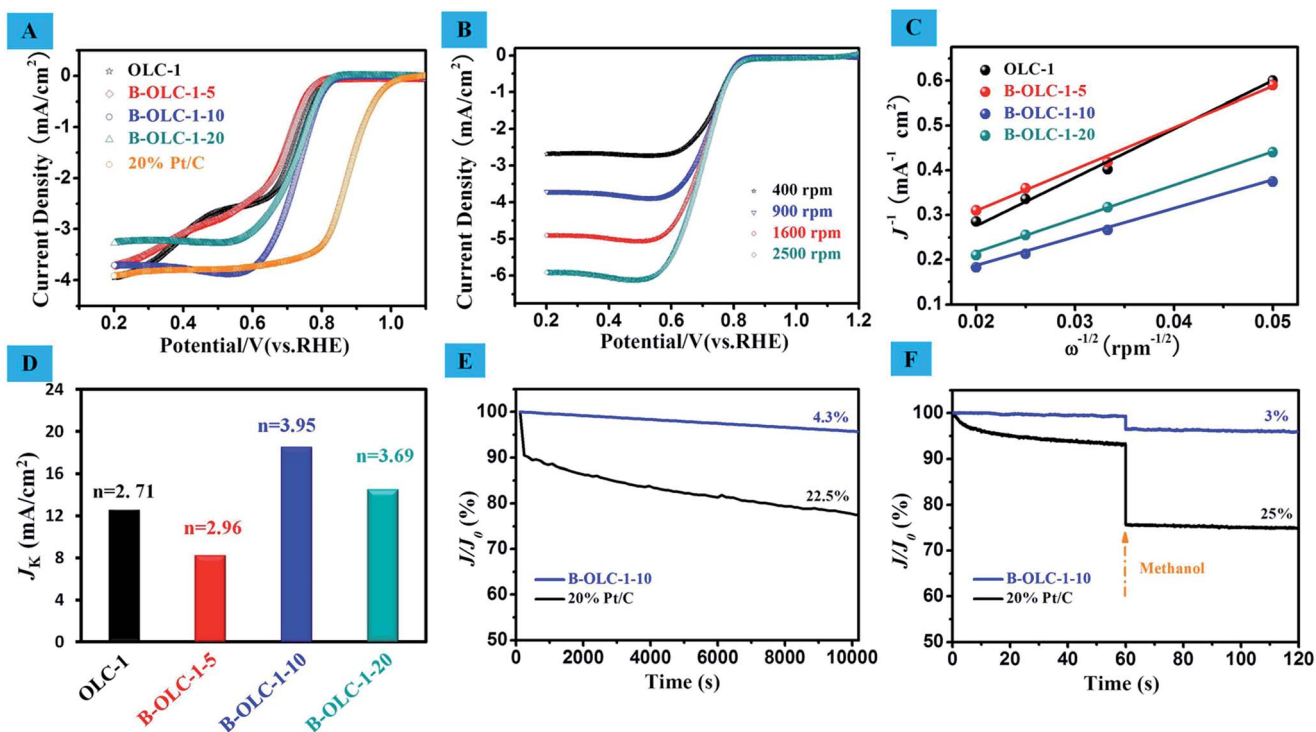 A
OLC-1
B-OLC-1-5
B-OLC-1-10
B-OLC-1-20
20% Pt/C
0
-1
-2
-3
-4
Current Density (mA/cm²)
0.2 0.4 0.6 0.8 1.0
Potential/V(vs.RHE)
B
0
-1
-2
-3
-4
-5
-6
Current Density (mA/cm²)
400 rpm
900 rpm
1600 rpm
2500 rpm
0.2 0.4 0.6 0.8 1.0 1.2
Potential/V(vs.RHE)
C
OLC-1
B-OLC-1-5
B-OLC-1-10
B-OLC-1-20
0.6
0.5
0.4
0.3
0.2
0.1
J⁻¹ (mA⁻¹ cm²)
0.02 0.03 0.04 0.05
ω⁻¹/² (rpm⁻¹/²)
D
24
20
16
12
8
4
0
J_K (mA/cm²)
n=2. 71
n=2.96
n=3.95
n=3.69
OLC-1
B-OLC-1-5
B-OLC-1-10
B-OLC-1-20
E
100
90
80
70
60
50
J/J₀ (%)
4.3%
22.5%
B-OLC-1-10
20% Pt/C
0 2000 4000 6000 8000 10000
Time (s)
F
100
95
90
85
80
75
70
65
60
55
50
J/J₀ (%)
3%
25%
Methanol
B-OLC-1-10
20% Pt/C
0 20 40 60 80 100 120
Time (s)